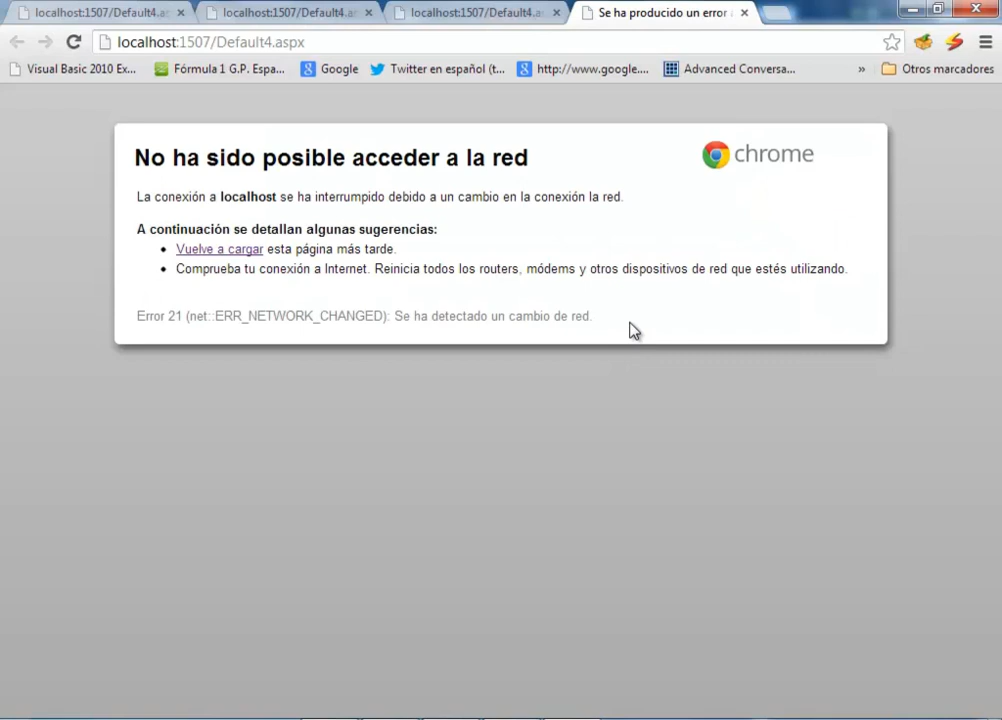 localhost:1507/Default4.as localhost:1507/Default4.as localhost:1507/Default4.as Se ha producido un error
localhost:1507/Default4.aspx
Visual Basic 2010 Ex... Fórmula 1 G.P. Espa... Google Twitter en español (t... http://www.google.... Advanced Conversa... » Otros marcadores
No ha sido posible acceder a la red
chrome
La conexión a localhost se ha interrumpido debido a un cambio en la conexión la red.
A continuación se detallan algunas sugerencias:
Vuelve a cargar esta página más tarde.
Comprueba tu conexión a Internet. Reinicia todos los routers, módems y otros dispositivos de red que estés utilizando.
Error 21 (net::ERR_NETWORK_CHANGED): Se ha detectado un cambio de red.